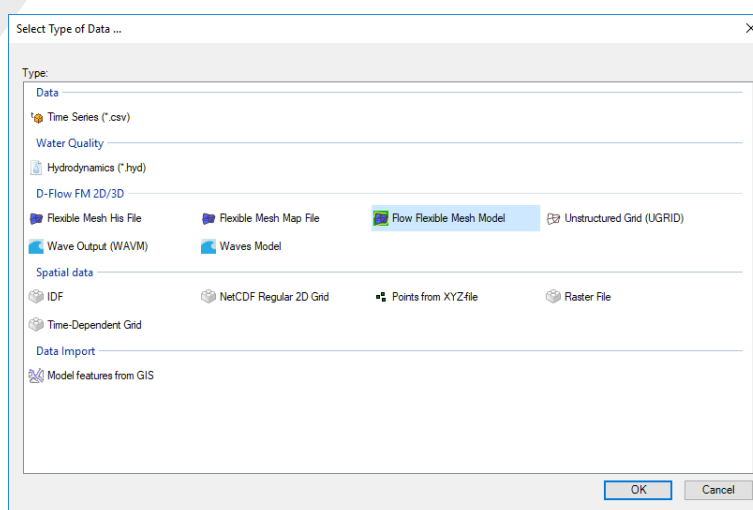 Select Type of Data ...
Type:
Data
Time Series (*.csv)
Water Quality
Hydrodynamics (*.hyd)
D-Flow FM 2D/3D
Flexible Mesh His File Flexible Mesh Map File Flow Flexible Mesh Model Unstructured Grid (UGRID)
Wave Output (WAVM) Waves Model
Spatial data
IDF NetCDF Regular 2D Grid Points from XYZ-file Raster File
Time-Dependent Grid
Data Import
Model features from GIS
OK Cancel